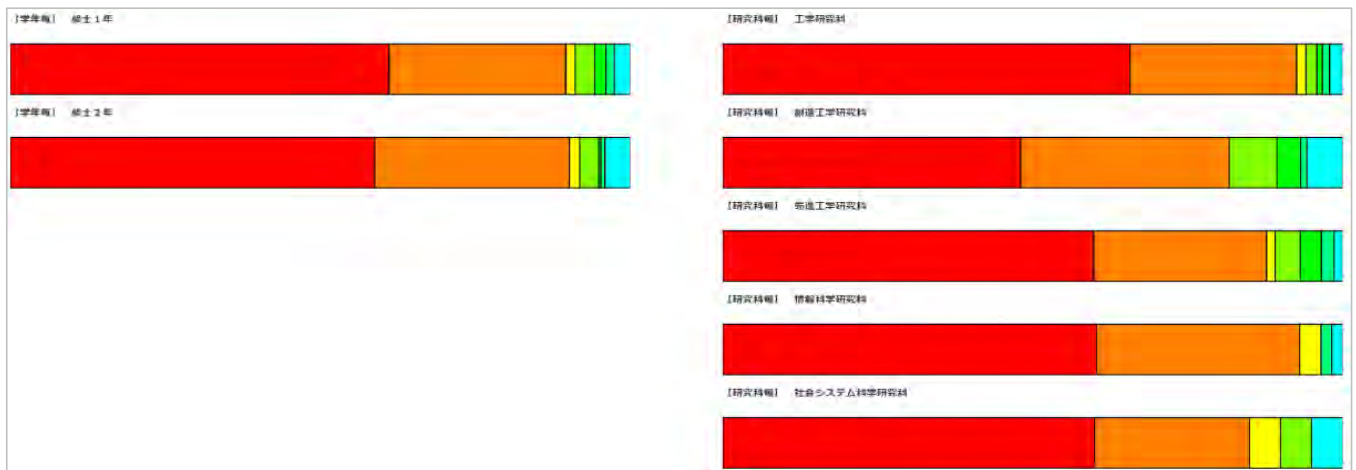 [学年毎] 修士1年
[学年毎] 修士2年
[研究科毎] 工学研究科
[研究科毎] 創造工学研究科
[研究科毎] 先進工学研究科
[研究科毎] 情報科学研究科
[研究科毎] 社会システム科学研究科